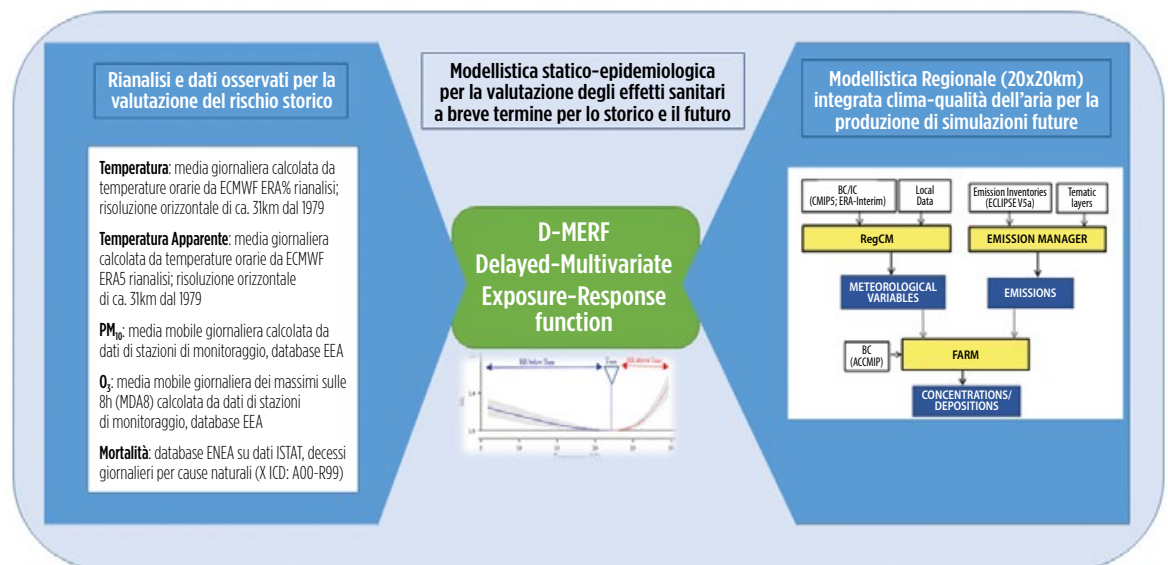 Rianalisi e dati osservati per la
valutazione del rischio storico
Temperatura: media giornaliera calcolata da
temperature orarie da ECMWF ERA% rianalisi;
risoluzione orizzontale di ca. 31km dal 1979
Temperatura Apparente: media giornaliera
calcolata da temperature orarie da ECMWF
ERA5 rianalisi; risoluzione orizzontale
di ca. 31km dal 1979
PM₁₀: media mobile giornaliera calcolata da
dati di stazioni di monitoraggio, database EEA
O₃: media mobile giornaliera dei massimi sulle
8h (MDA8) calcolata da dati di stazioni
di monitoraggio, database EEA
Mortalità: database ENEA su dati ISTAT, decessi
giornalieri per cause naturali (X ICD: A00-R99)
Modellistica statico-epidemiologica
per la valutazione degli effetti sanitari
a breve termine per lo storico e il futuro
D-MERF
Delayed-Multivariate
Exposure-Response
function
Modellistica Regionale (20x20km)
integrata clima-qualità dell'aria per la
produzione di simulazioni future
BC/IC
(CMIP5; ERA-Interim)
Local
Data
Emission Inventories
(ECLIPSE V5a)
Tematic
layers
RegCM
EMISSION MANAGER
METEOROLOGICAL
VARIABLES
EMISSIONS
BC
(ACCMIP)
FARM
CONCENTRATIONS/
DEPOSITIONS